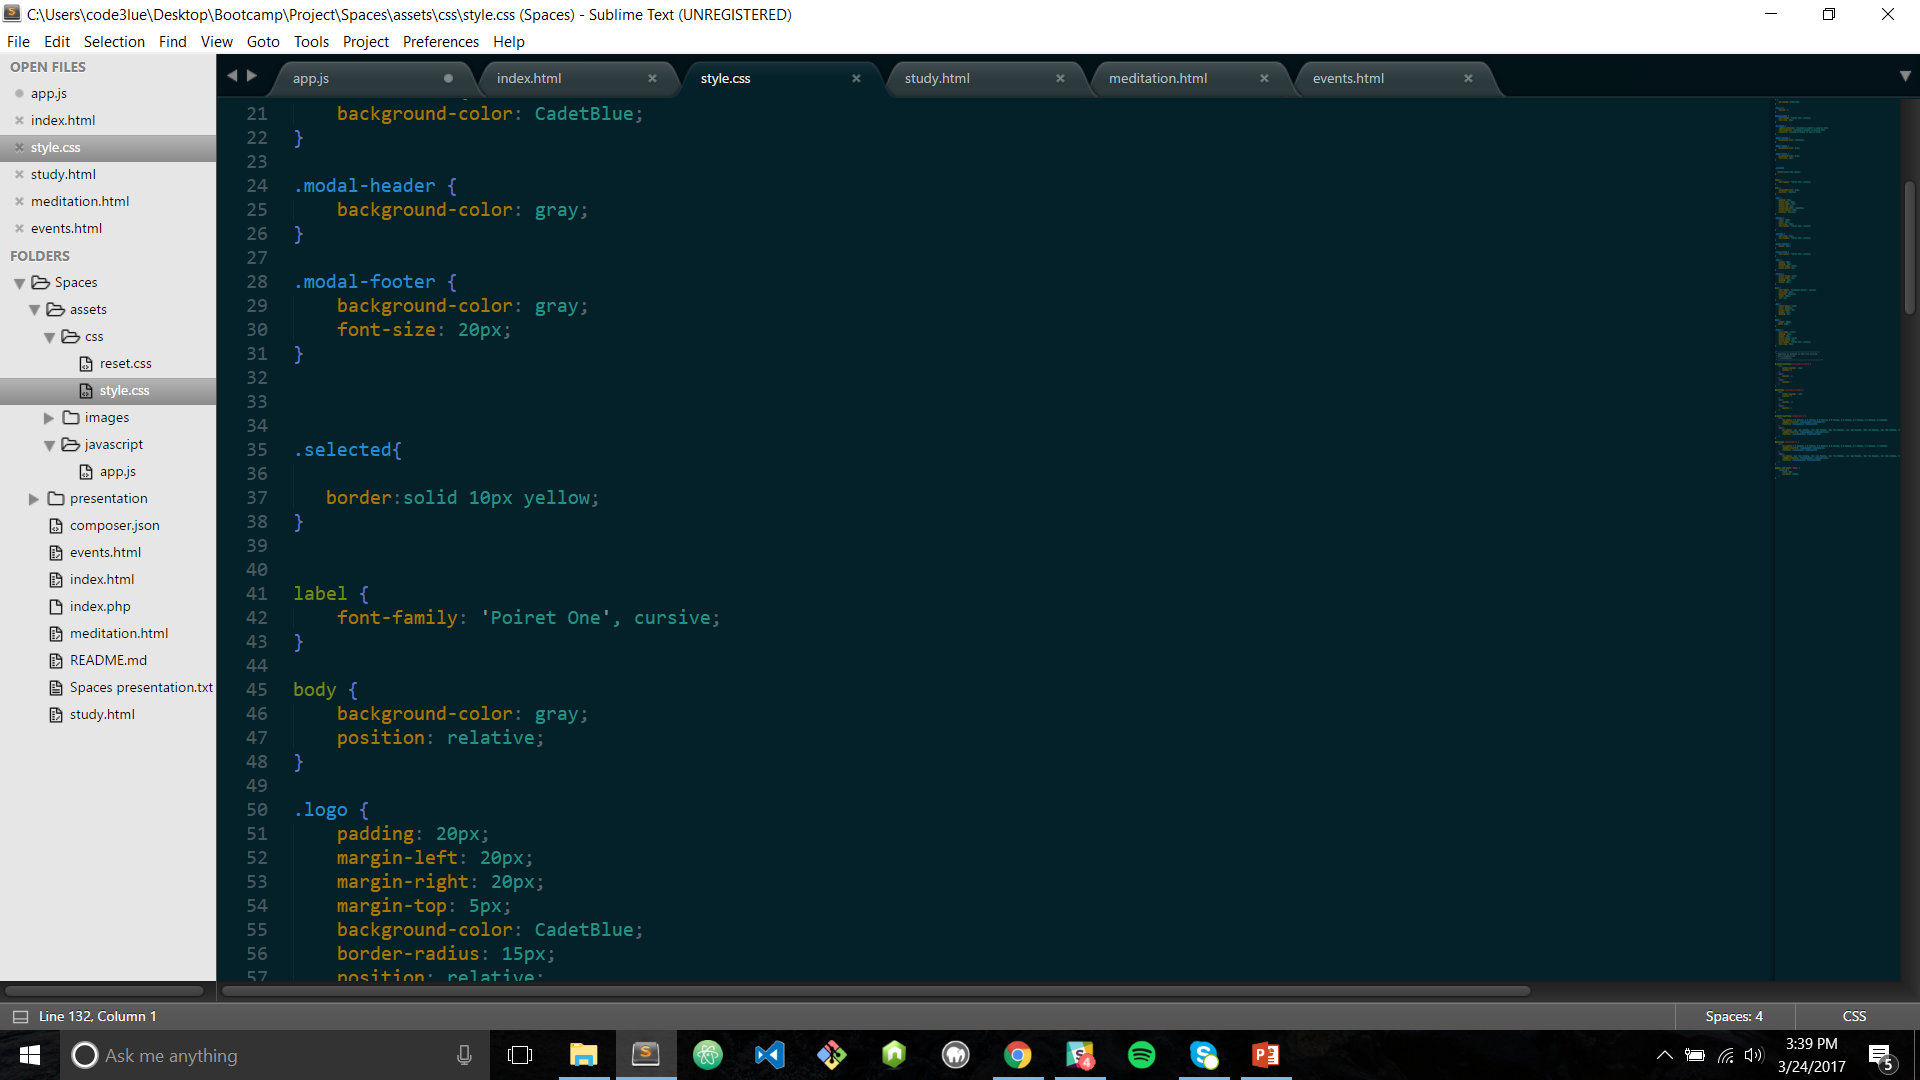 C:\Users\code3lue\Desktop\Bootcamp\Project\Spaces\assets\css\style.css (Spaces) - Sublime Text (UNREGISTERED)
File Edit Selection Find View Goto Tools Project Preferences Help
OPEN FILES
app.js
index.html
style.css
study.html
meditation.html
events.html
FOLDERS
Spaces
assets
css
reset.css
style.css
images
javascript
app.js
presentation
composer.json
events.html
index.html
index.php
meditation.html
README.md
Spaces presentation.txt
study.html
app.js index.html style.css study.html meditation.html events.html
21 background-color: CadetBlue;
22 }
23
24 .modal-header {
25 background-color: gray;
26 }
27
28 .modal-footer {
29 background-color: gray;
30 font-size: 20px;
31 }
32
33
34
35 .selected{
36
37 border:solid 10px yellow;
38 }
39
40
41 label {
42 font-family: 'Poiret One', cursive;
43 }
44
45 body {
46 background-color: gray;
47 position: relative;
48 }
49
50 .logo {
51 padding: 20px;
52 margin-left: 20px;
53 margin-right: 20px;
54 margin-top: 5px;
55 background-color: CadetBlue;
56 border-radius: 15px;
57 position: relative;
Line 132, Column 1 Spaces: 4 CSS
Ask me anything
3:39 PM
3/24/2017
4
5